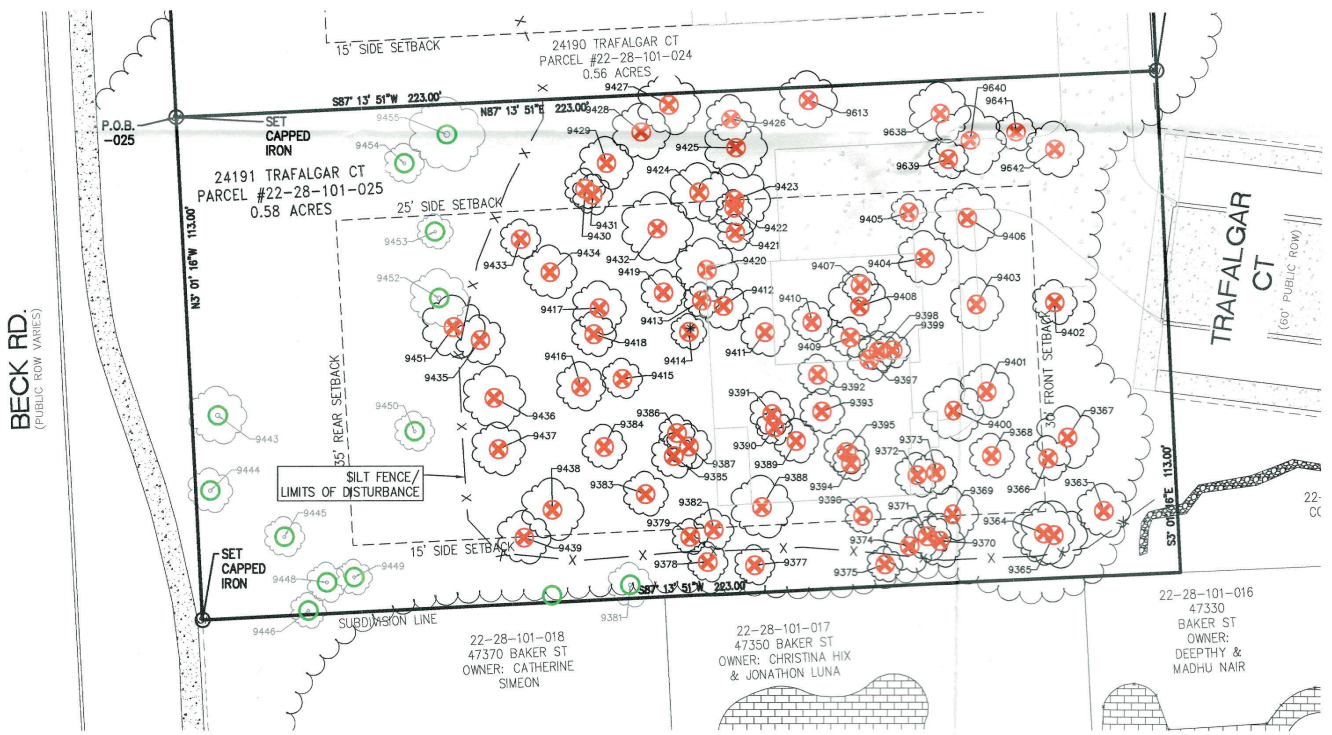 15' SIDE SETBACK
24190 TRAFALGAR CT
PARCEL #22-28-101-024
0.56 ACRES
S87° 13' 51"W 223.00'
N87° 13' 51"E 223.00'
P.O.B.
-025
SET
CAPPED
IRON
24191 TRAFALGAR CT
PARCEL #22-28-101-025
0.58 ACRES
25' SIDE SETBACK
N3° 01' 16"W 113.00'
BECK RD.
(PUBLIC ROW VARIES)
35' REAR SETBACK
30' FRONT SETBACK
TRAFALGAR
CT
(60' PUBLIC ROW)
S3° 01' 16"E 113.00'
SILT FENCE/
LIMITS OF DISTURBANCE
15' SIDE SETBACK
SET
CAPPED
IRON
S87° 13' 51"W 223.00'
SUBDIVISION LINE
22-28-101-018
47370 BAKER ST
OWNER: CATHERINE
SIMEON
22-28-101-017
47350 BAKER ST
OWNER: CHRISTINA HIX
& JONATHON LUNA
22-28-101-016
47330
BAKER ST
OWNER:
DEEPTHY &
MADHU NAIR
22-
CO
9427
9428
9429
9455
9454
9426
9425
9613
9640
9641
9638
9639
9642
9424
9423
9422
9421
9431
9430
9453
9433
9434
9432
9405
9406
9404
9420
9419
9407
9408
9403
9452
9417
9418
9413
9412
9410
9409
9398
9399
9402
9451
9435
9414
9411
9397
9401
9416
9415
9392
9393
9400
9436
9391
9390
9389
9443
9450
9437
9384
9386
9387
9385
9395
9394
9373
9372
9368
9367
9366
9444
9438
9383
9388
9396
9371
9369
9363
9445
9439
9379
9382
9374
9370
9364
9365
9448
9449
9378
9377
9375
9446
9381